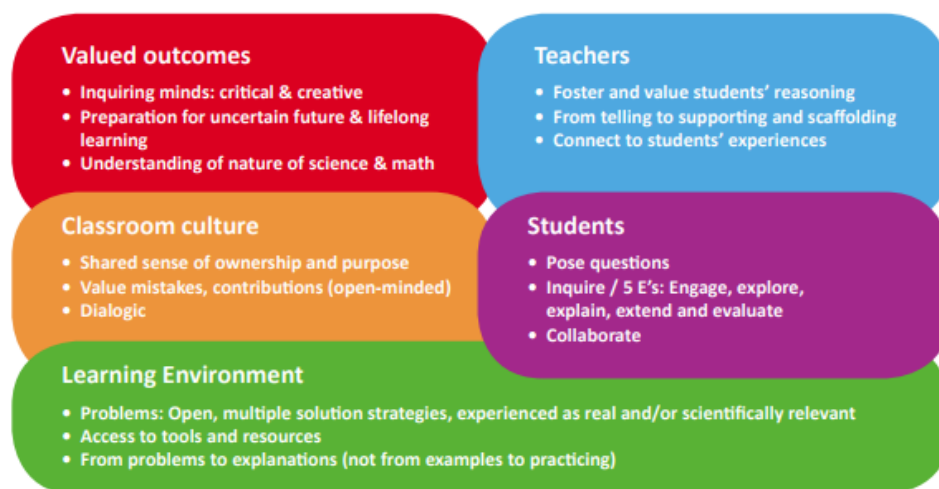 Valued outcomes
• Inquiring minds: critical & creative
• Preparation for uncertain future & lifelong
learning
• Understanding of nature of science & math
Teachers
• Foster and value students' reasoning
• From telling to supporting and scaffolding
• Connect to students' experiences
Classroom culture
• Shared sense of ownership and purpose
• Value mistakes, contributions (open-minded)
• Dialogic
Students
• Pose questions
• Inquire / 5 E's: Engage, explore,
explain, extend and evaluate
• Collaborate
Learning Environment
• Problems: Open, multiple solution strategies, experienced as real and/or scientifically relevant
• Access to tools and resources
• From problems to explanations (not from examples to practicing)